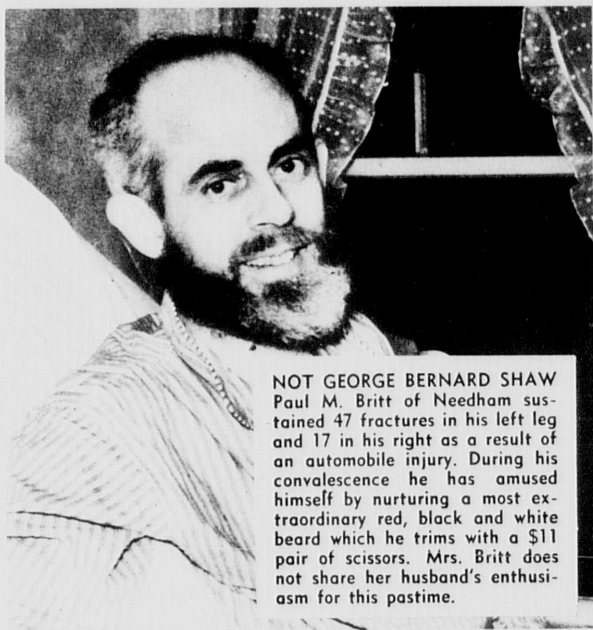 NOT GEORGE BERNARD SHAW
Paul M. Britt of Needham sus-
tained 47 fractures in his left leg
and 17 in his right as a result of
an automobile injury. During his
convalescence he has amused
himself by nurturing a most ex-
traordinary red, black and white
beard which he trims with a $11
pair of scissors. Mrs. Britt does
not share her husband's enthusi-
asm for this pastime.